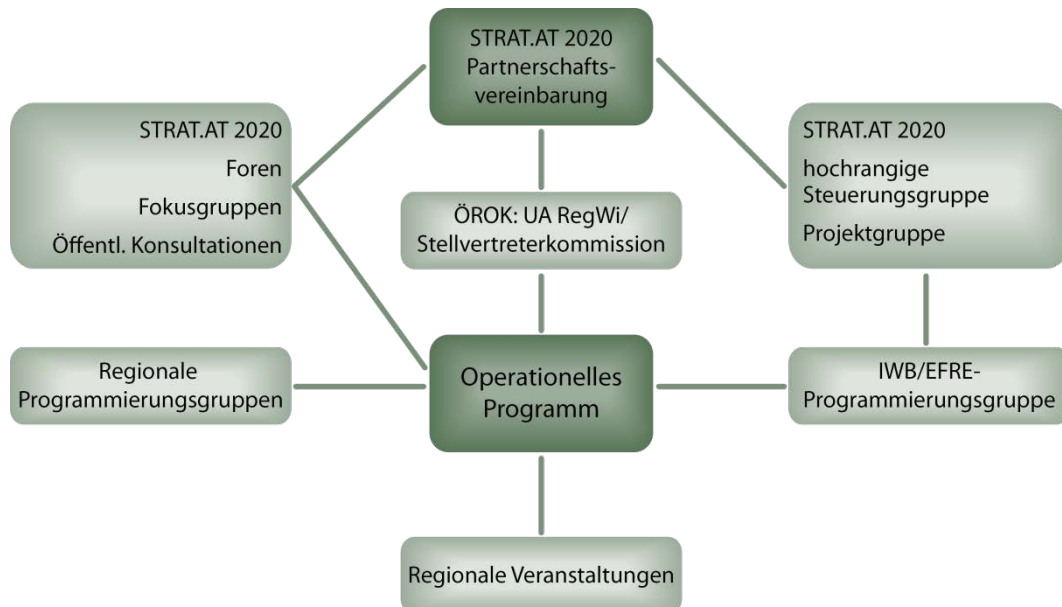 STRAT.AT 2020
Partnerschafts-
vereinbarung
STRAT.AT 2020
Foren
Fokusgruppen
Öffentl. Konsultationen
STRAT.AT 2020
hochrangige
Steuerungsgruppe
Projektgruppe
ÖROK: UA RegWi/
Stellvertreterkommission
Regionale
Programmierungsgruppen
Operationelles
Programm
IWB/EFRE-
Programmierungsgruppe
Regionale Veranstaltungen